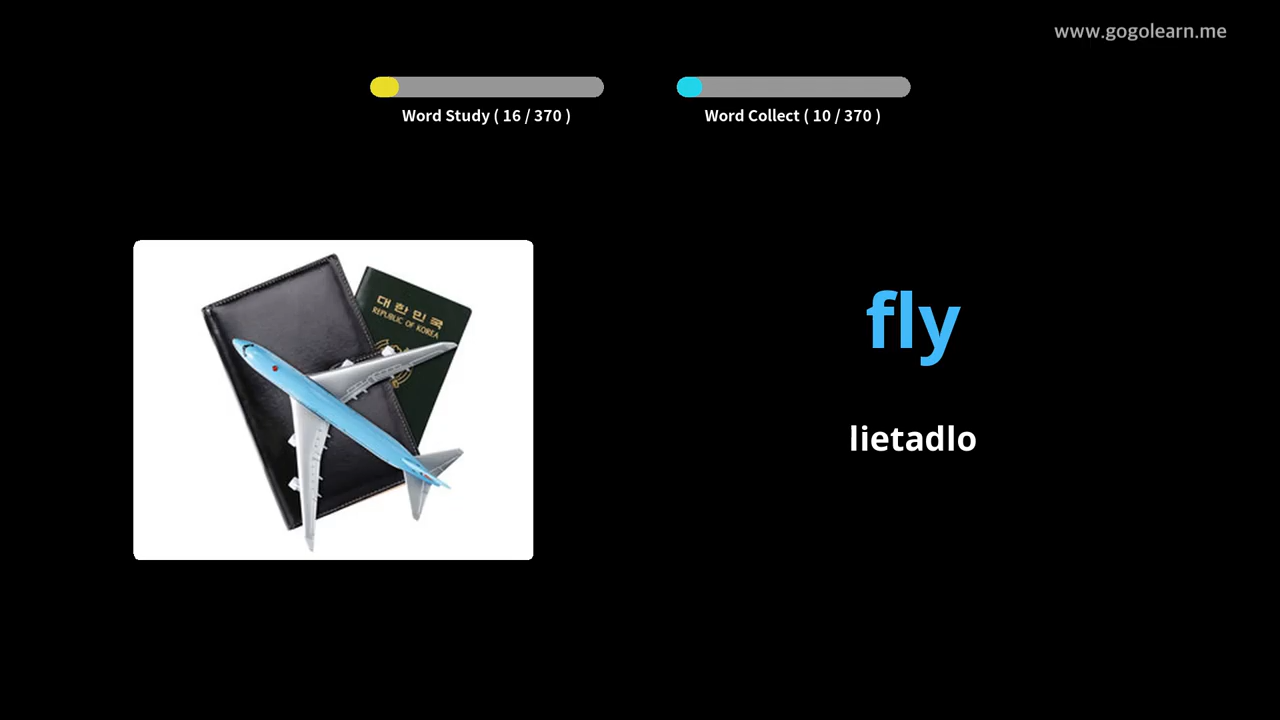 www.gogolearn.me
Word Study ( 16 / 370 )
Word Collect ( 10 / 370 )
대한민국
REPUBLIC OF KOREA
fly
lietadlo